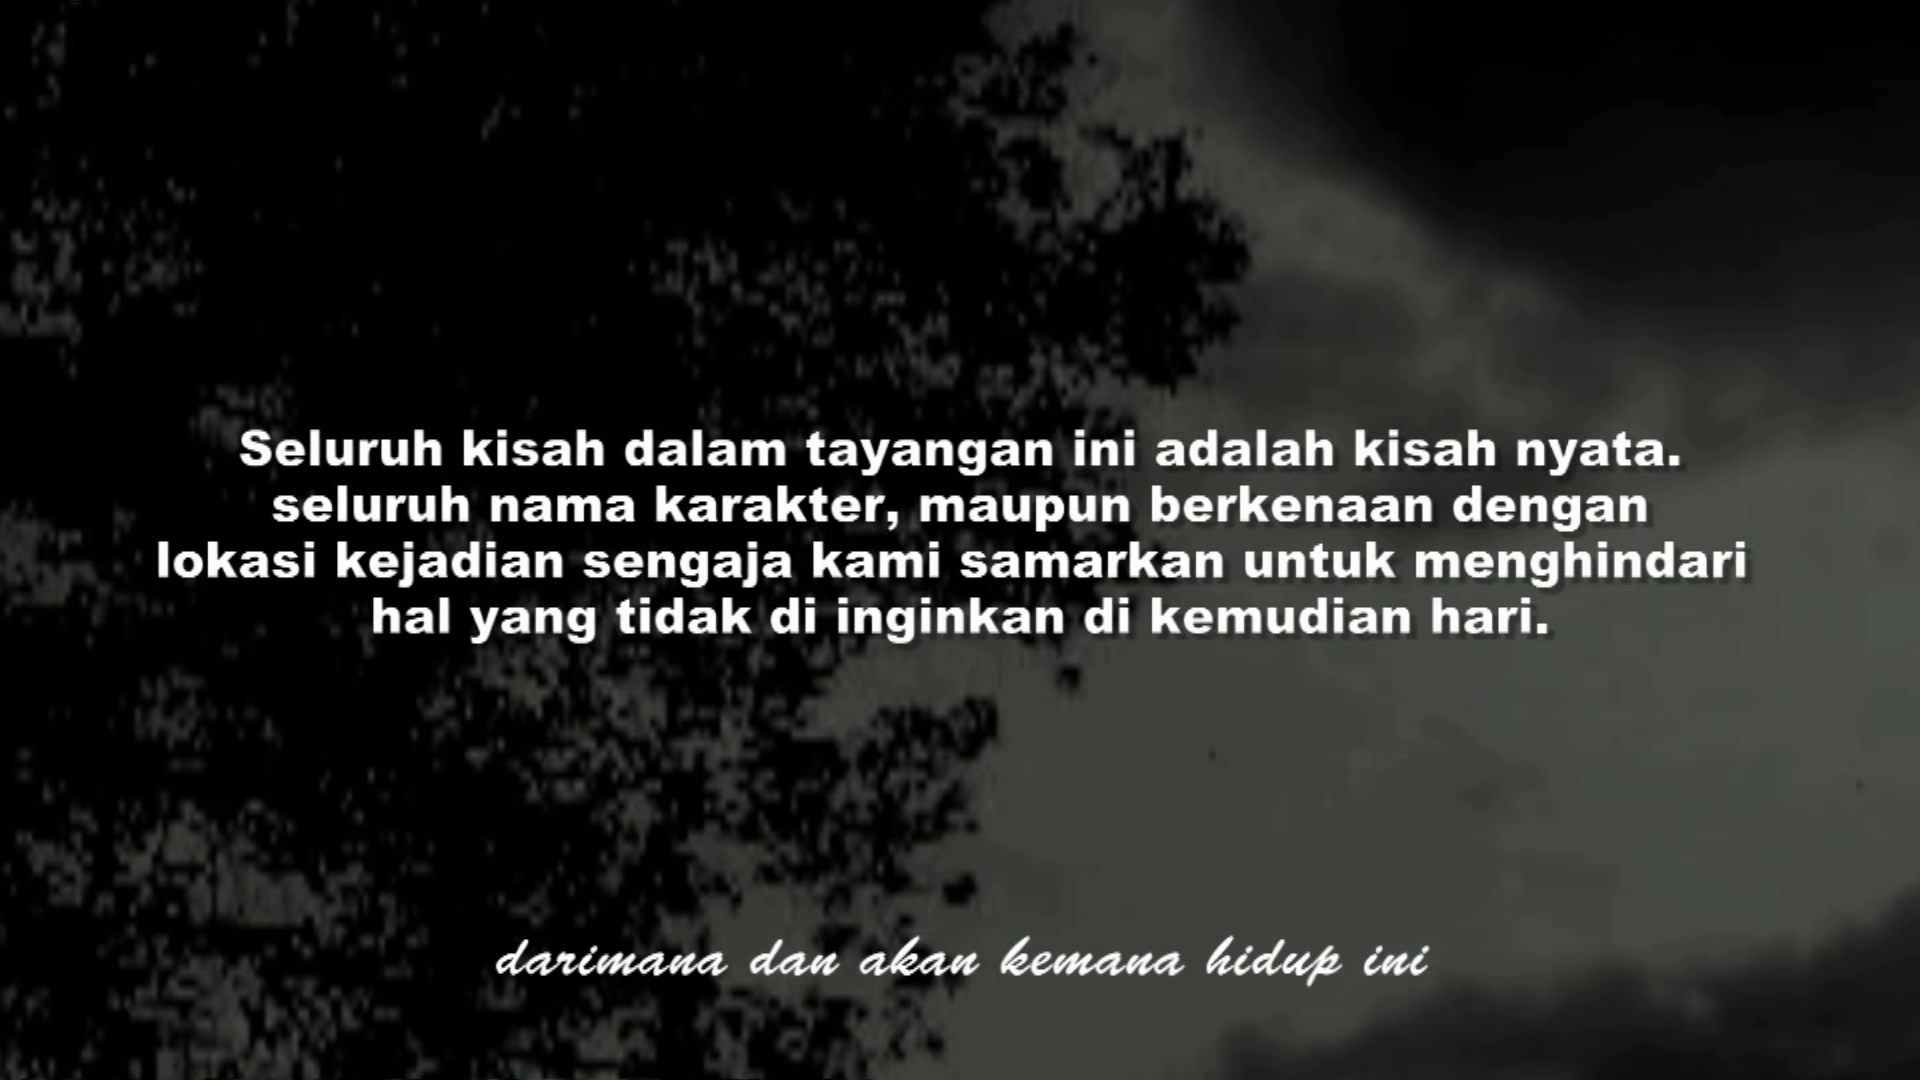 Seluruh kisah dalam tayangan ini adalah kisah nyata.
seluruh nama karakter, maupun berkenaan dengan
lokasi kejadian sengaja kami samarkan untuk menghindari
hal yang tidak di inginkan di kemudian hari.
darimana dan akan kemana hidup ini